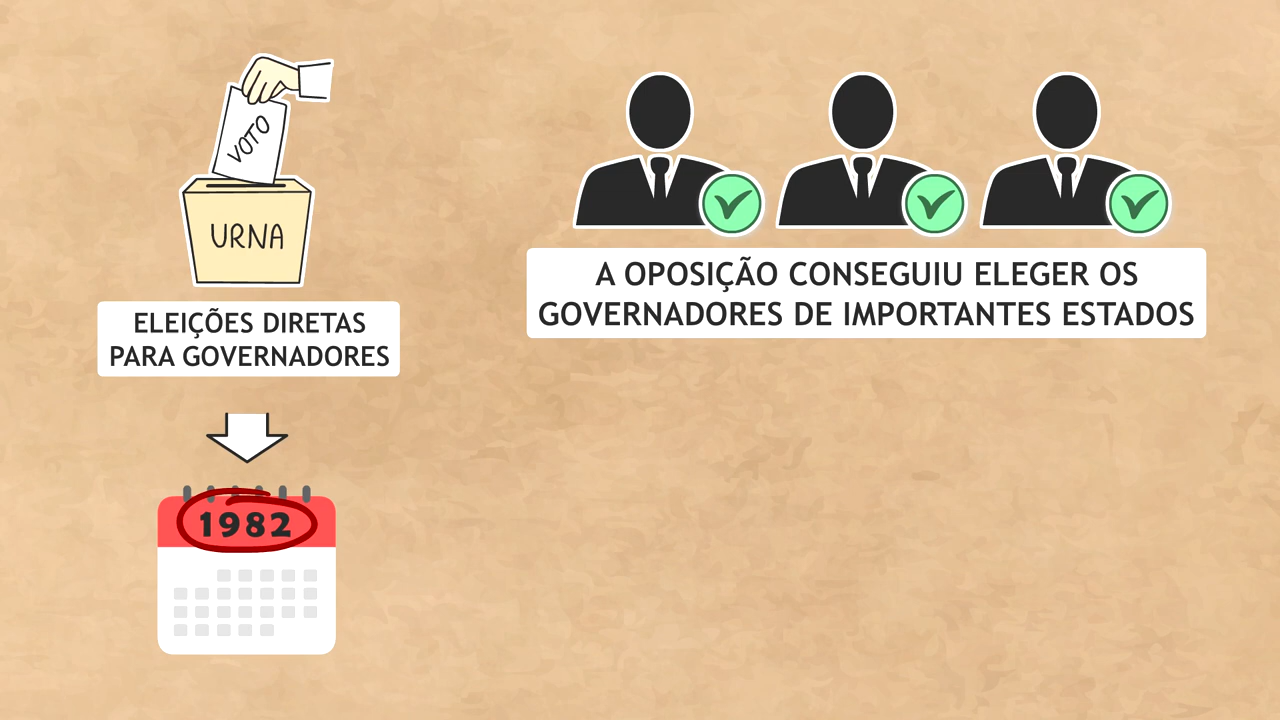 VOTO
URNA
ELEIÇÕES DIRETAS
PARA GOVERNADORES
1982
A OPOSIÇÃO CONSEGUIU ELEGER OS
GOVERNADORES DE IMPORTANTES ESTADOS